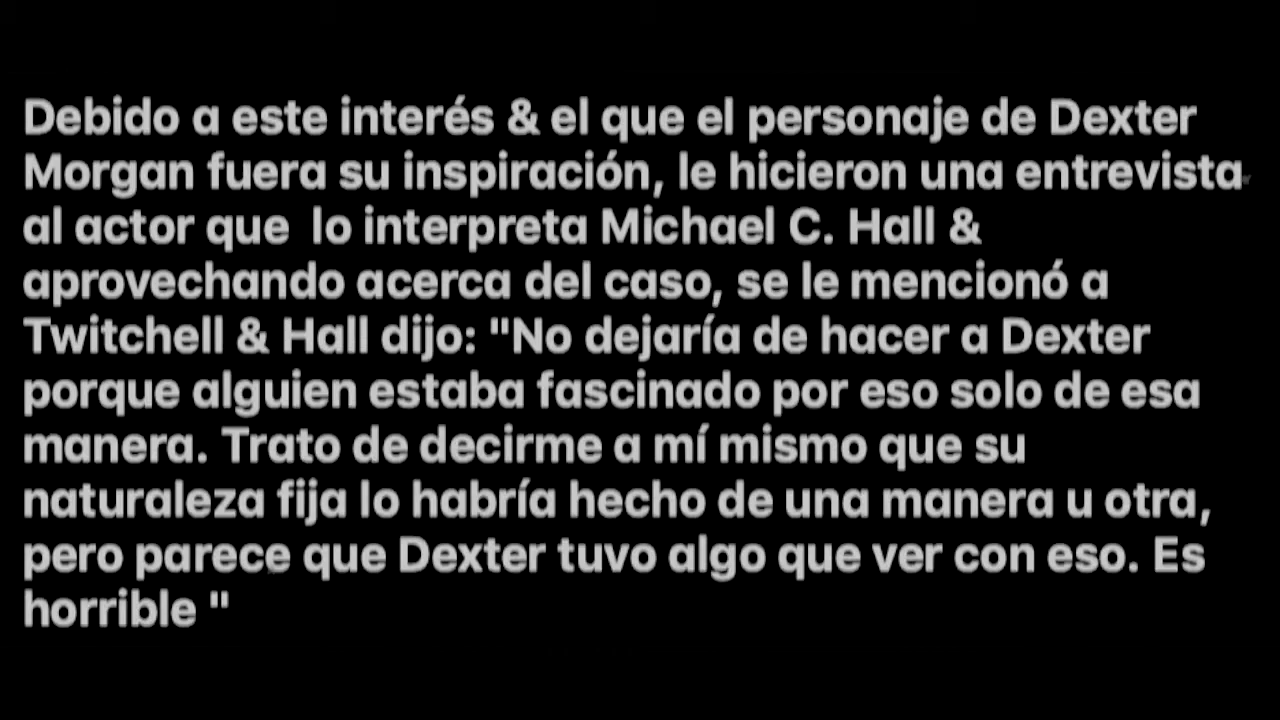 Debido a este interés & el que el personaje de Dexter
Morgan fuera su inspiración, le hicieron una entrevista
al actor que  lo interpreta Michael C. Hall &
aprovechando acerca del caso, se le mencionó a
Twitchell & Hall dijo: "No dejaría de hacer a Dexter
porque alguien estaba fascinado por eso solo de esa
manera. Trato de decirme a mí mismo que su
naturaleza fija lo habría hecho de una manera u otra,
pero parece que Dexter tuvo algo que ver con eso. Es
horrible "